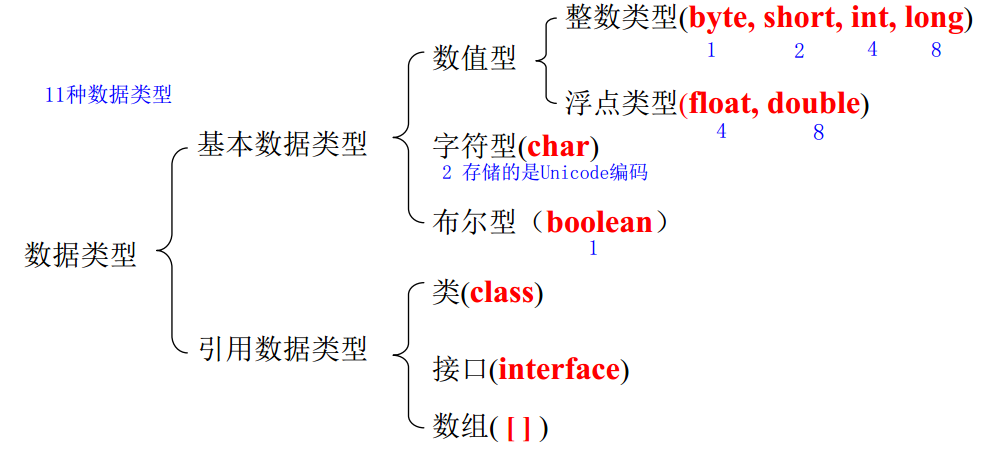 整数类型(byte, short, int, long)
1 2 4 8
数值型
11种数据类型
浮点类型(float, double)
4 8
基本数据类型
字符型(char)
2 存储的是Unicode编码
布尔型（boolean）
1
数据类型
类(class)
引用数据类型
接口(interface)
数组( [ ] )